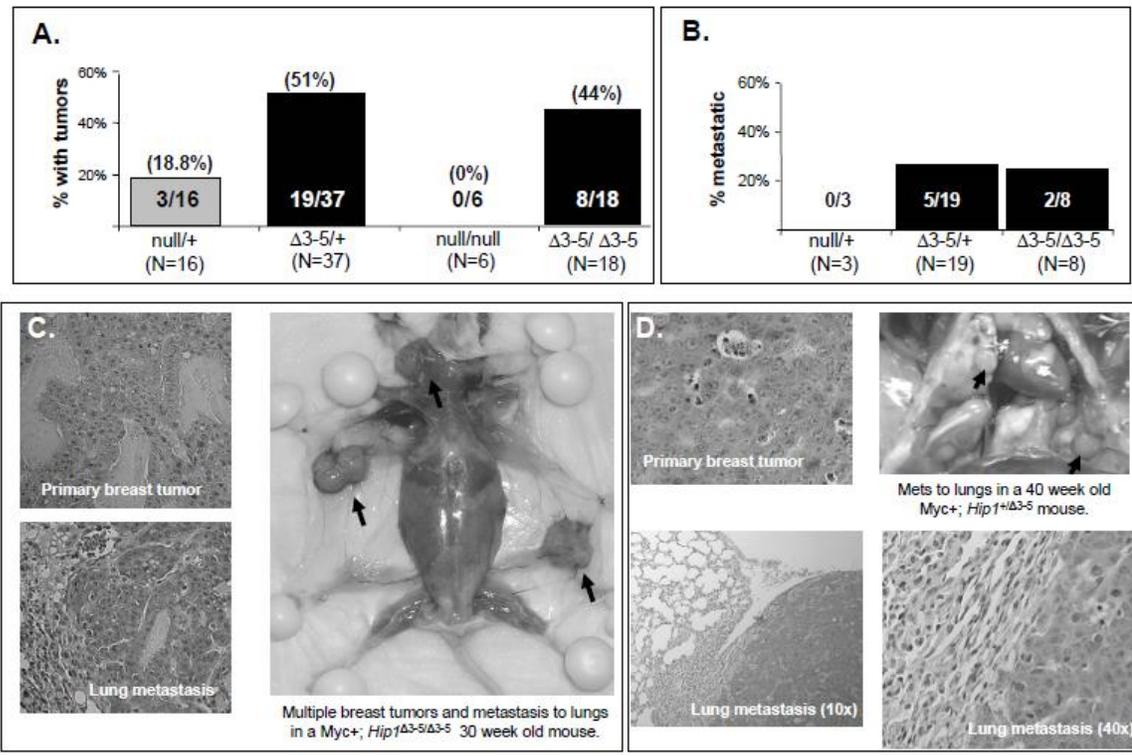 A.
% with tumors
60%
40%
20%
(18.8%)
3/16
(51%)
19/37
(0%)
0/6
(44%)
8/18
null/+
(N=16)
Δ3-5/+
(N=37)
null/null
(N=6)
Δ3-5/ Δ3-5
(N=18)
B.
% metastatic
60%
40%
20%
0/3
5/19
2/8
null/+
(N=3)
Δ3-5/+
(N=19)
Δ3-5/Δ3-5
(N=8)
C.
Primary breast tumor
Lung metastasis
Multiple breast tumors and metastasis to lungs
in a Myc+; Hip1Δ3-5/Δ3-5 30 week old mouse.
D.
Primary breast tumor
Mets to lungs in a 40 week old
Myc+; Hip1+/Δ3-5 mouse.
Lung metastasis (10x)
Lung metastasis (40x)